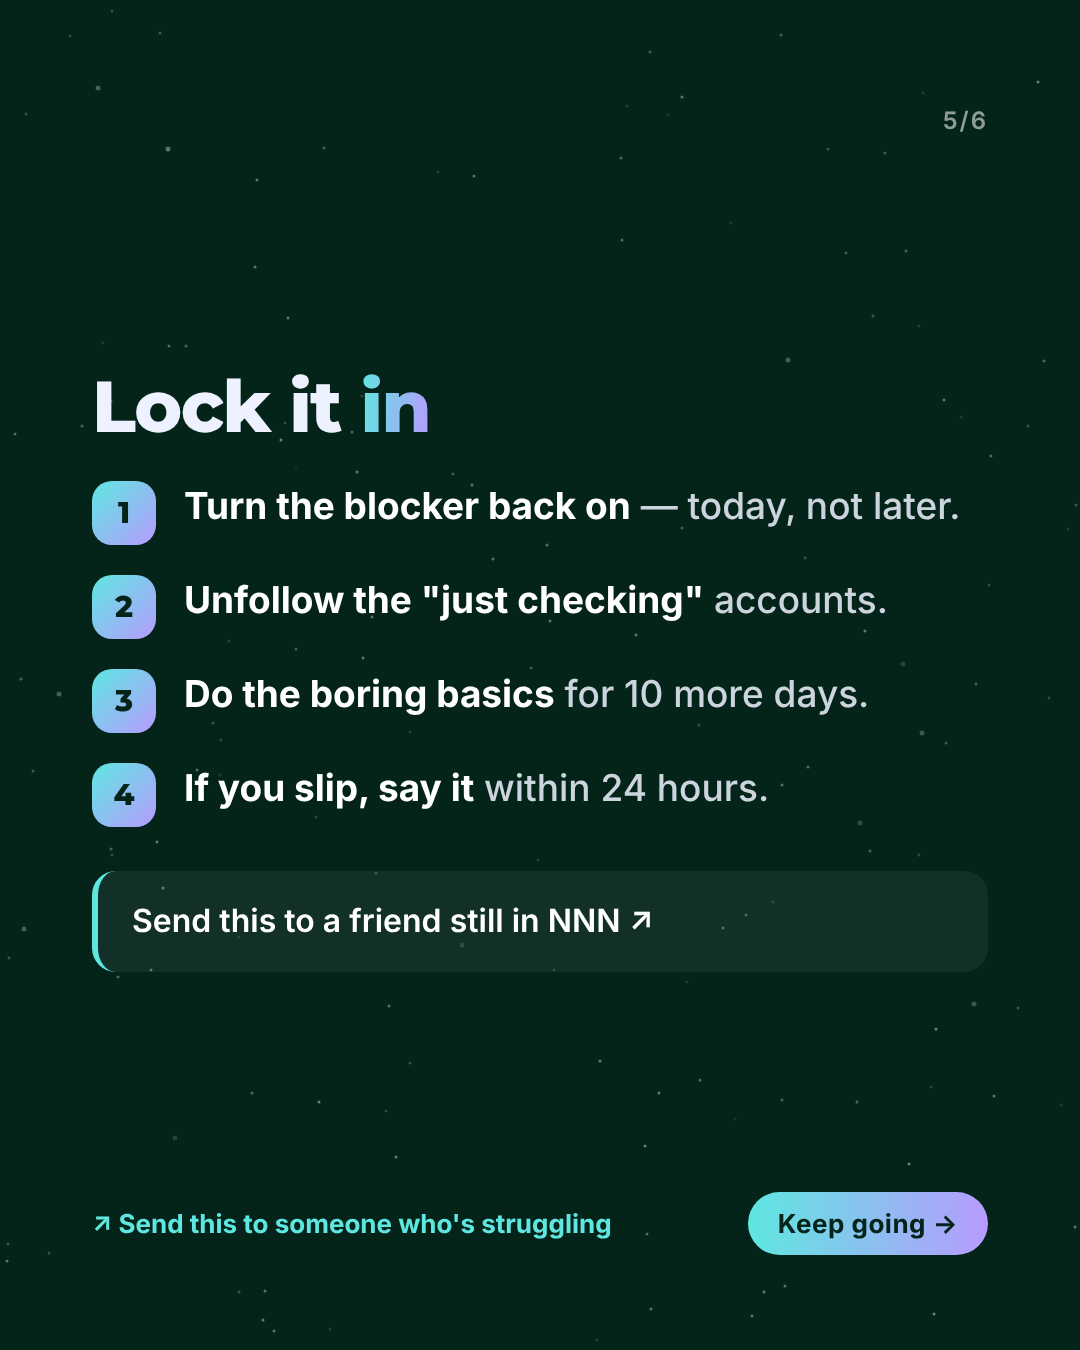 5/6
Lock it in
1 Turn the blocker back on — today, not later.
2 Unfollow the "just checking" accounts.
3 Do the boring basics for 10 more days.
4 If you slip, say it within 24 hours.
Send this to a friend still in NNN ↗
↗ Send this to someone who's struggling
Keep going →